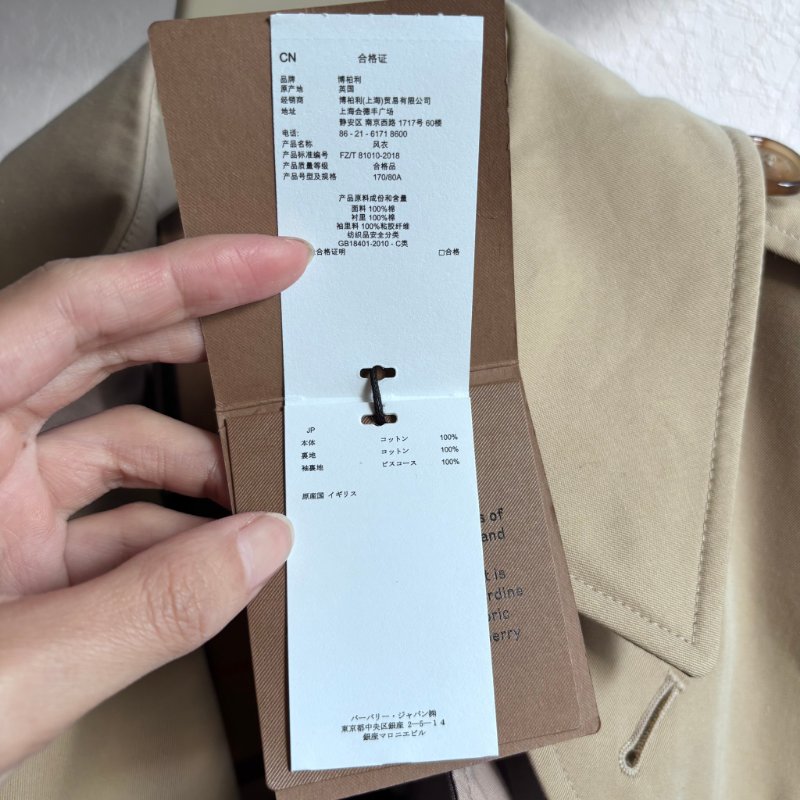 CN 合格证
品牌 博柏利
原产地 英国
经销商 博柏利(上海)贸易有限公司
地址 上海会德丰广场
静安区 南京西路 1717号 60楼
电话: 86 - 21 - 6171 8600
产品名称 风衣
产品标准编号 FZ/T 81010-2018
产品质量等级 合格品
产品号型及规格 170/80A
产品原料成份和含量
面料 100%棉
衬里 100%棉
袖里料 100%粘胶纤维
纺织品安全分类
GB18401-2010 - C类
合格证明 □合格
JP
本体 コットン 100%
裏地 コットン 100%
袖裏地 ビスコース 100%
原産国 イギリス
s of
and
t is
rdine
bric
berry
バーバリー・ジャパン㈱
東京都中央区銀座 2―5―1 4
銀座マロニエビル